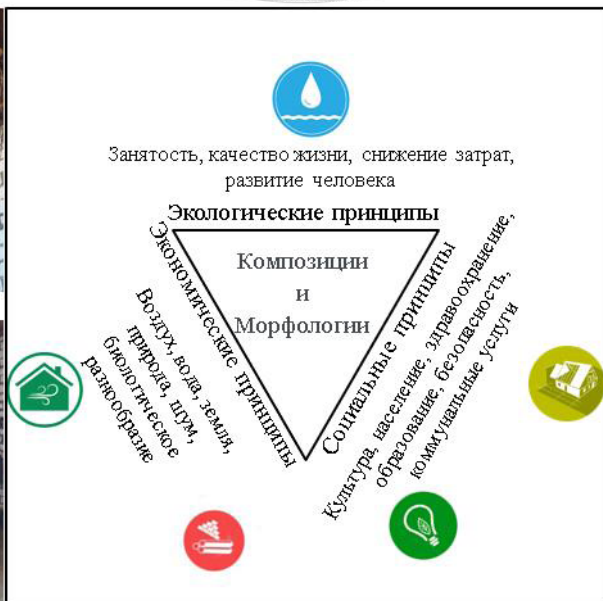 Занятость, качество жизни, снижение затрат,
развитие человека
Экологические принципы
Композиции
и
Морфологии
Экономические принципы
Воздух, вода, земля,
природа, шум,
биологическое
разнообразие
Социальные принципы
Культура, население, здравоохранение,
образование, безопасность,
коммунальные услуги